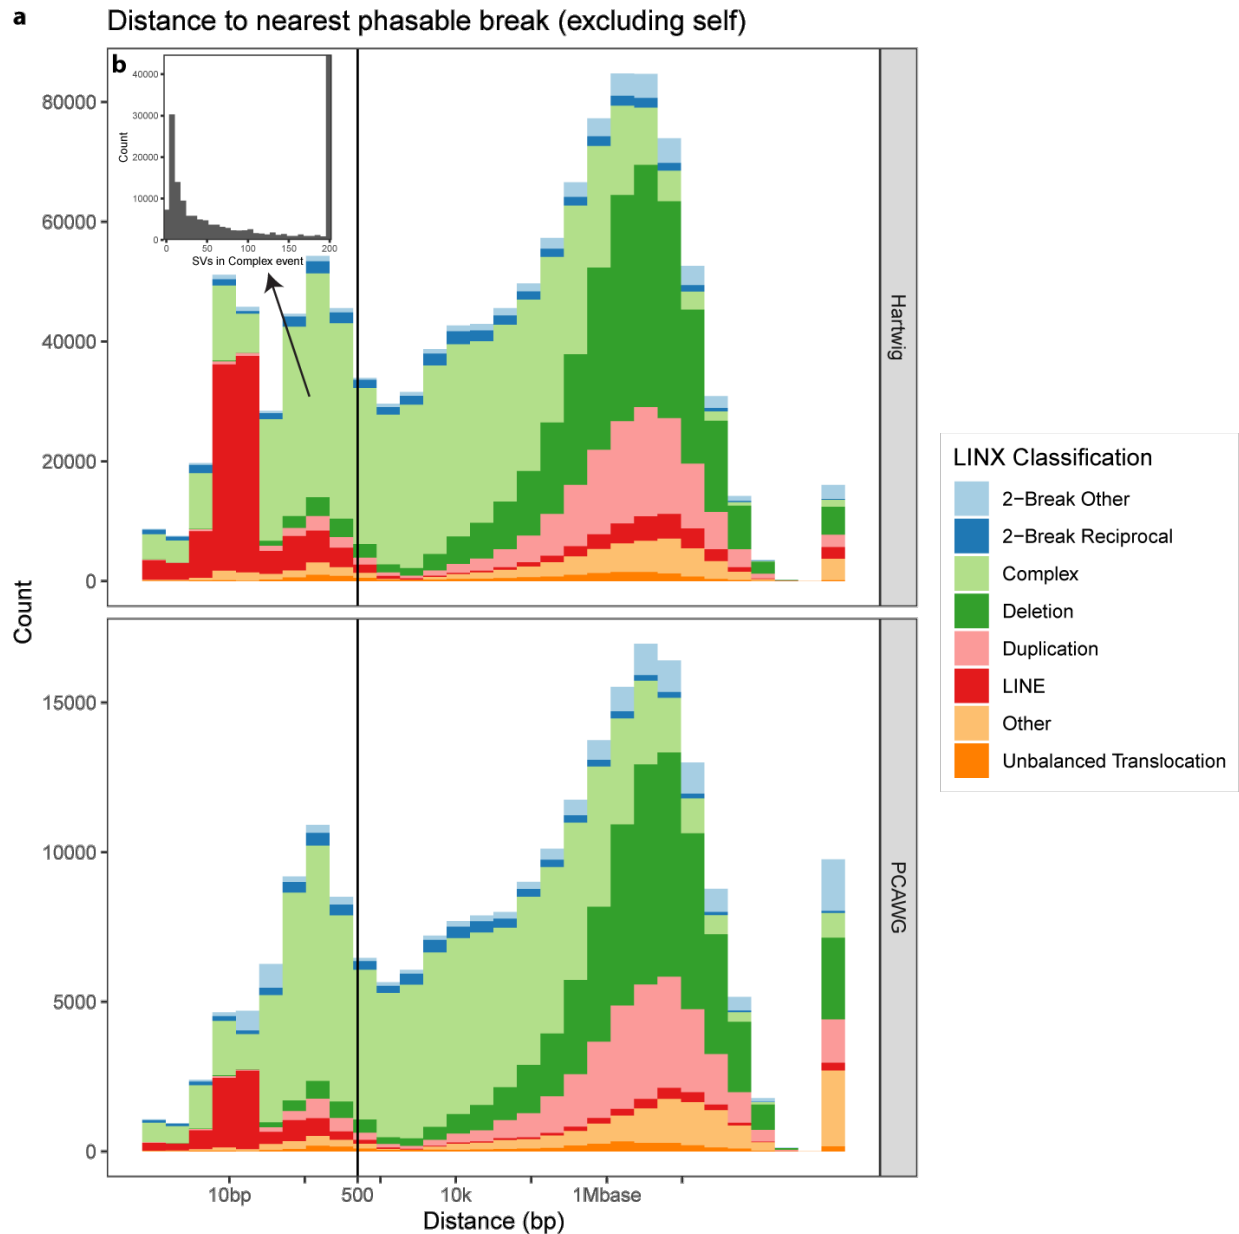 a
Distance to nearest phasable break (excluding self)
b
40000
30000
20000
10000
0
Count
0 50 100 150 200
SVs in Complex event
80000
60000
40000
20000
0
Hartwig
Count
15000
10000
5000
0
PCAWG
10bp 500 10k 1Mbase
Distance (bp)
LINX Classification
2−Break Other
2−Break Reciprocal
Complex
Deletion
Duplication
LINE
Other
Unbalanced Translocation